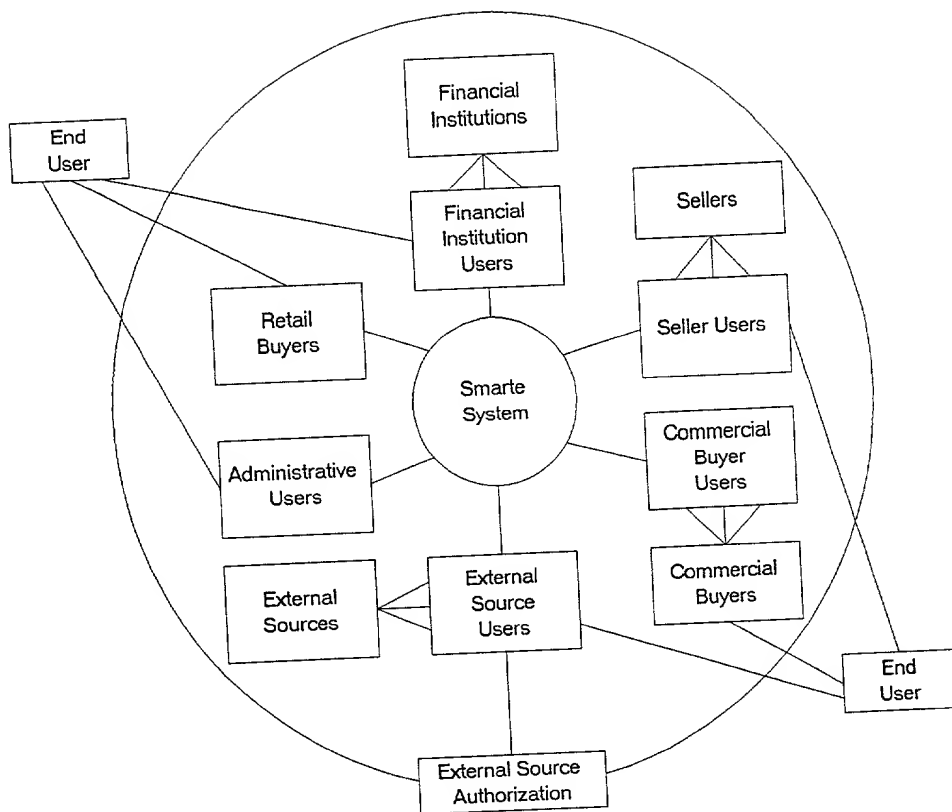 Financial
Institutions
End
User
Sellers
Financial
Institution
Users
Retail
Buyers
Seller Users
Smarte
System
Commercial
Buyer
Users
Administrative
Users
External
Sources
External
Source
Users
Commercial
Buyers
End
User
External Source
Authorization